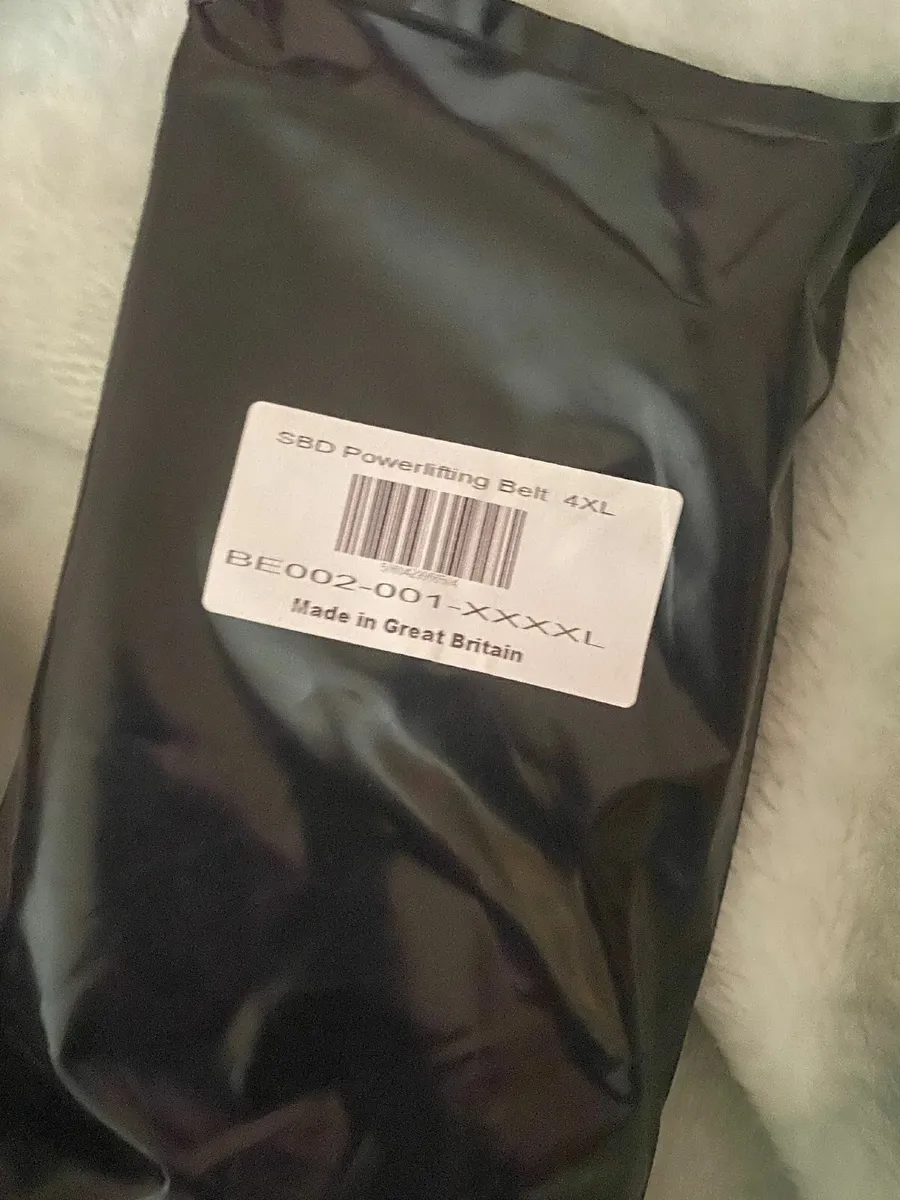 SBD Powerlifting Belt 4XL
BE002-001-XXXXL
Made in Great Britain